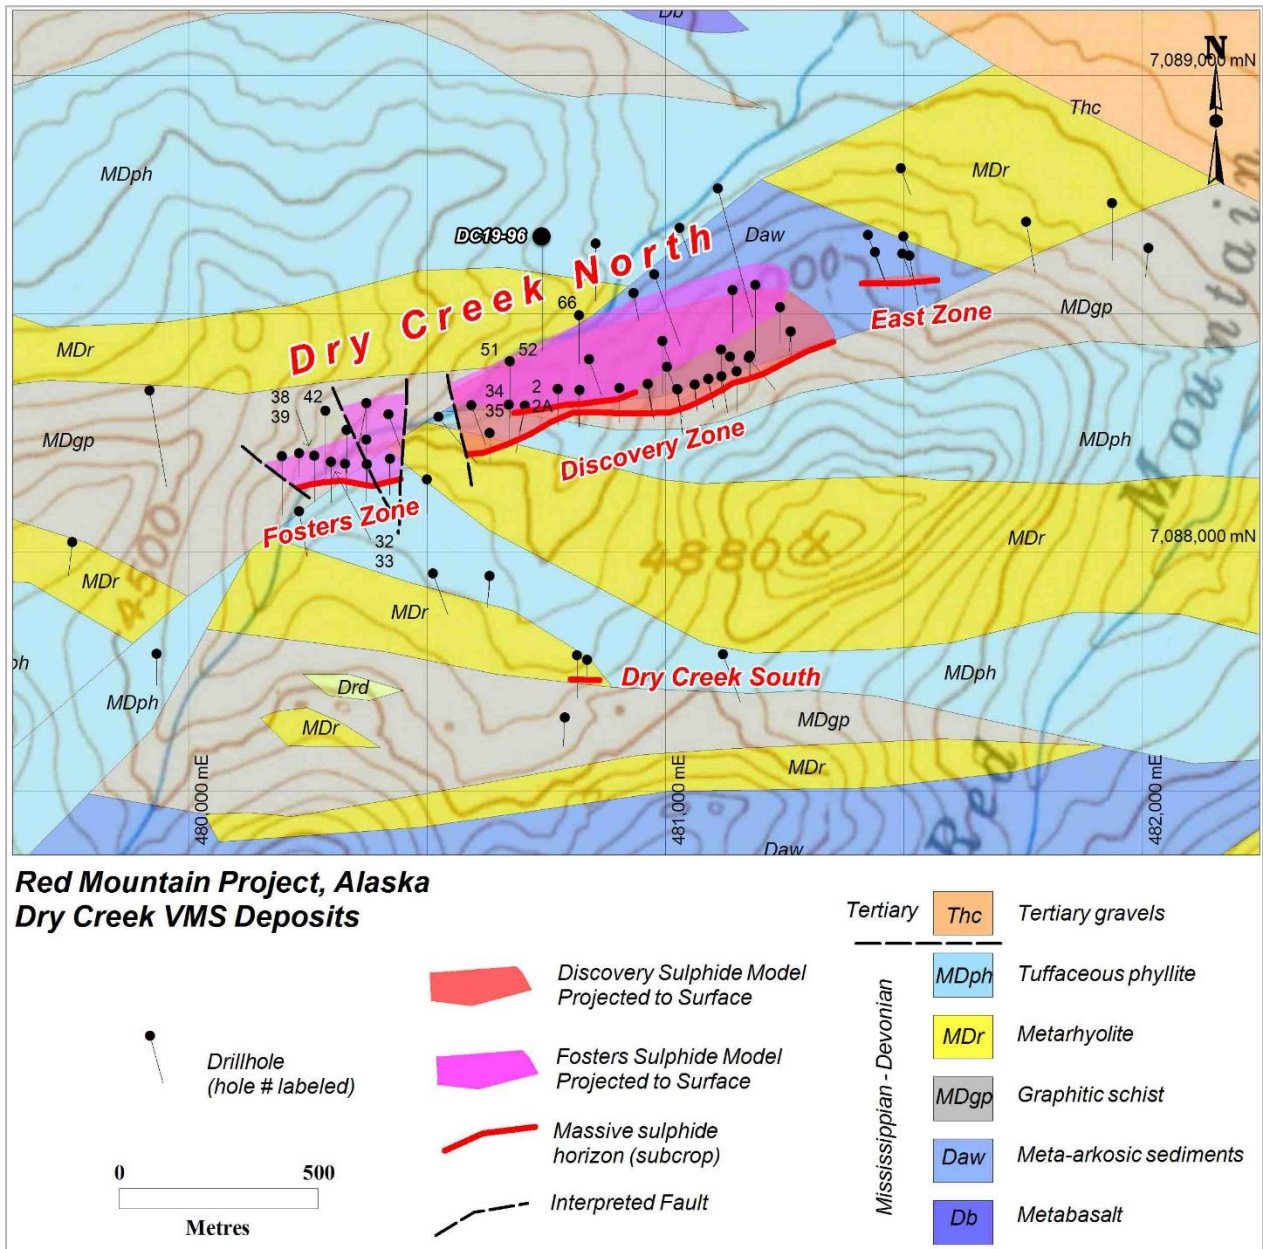 Db
N
7,089,000 mN
Thc
MDph
MDr
DC19-96
Daw
Dry Creek North
66
East Zone
MDgp
Red Mountain
MDr
51
52
38
42
39
34
2
35
2A
MDgp
MDph
Discovery Zone
4500
Fosters Zone
32
33
4880
MDr
7,088,000 mN
MDr
MDr
ph
MDph
Drd
MDr
Dry Creek South
MDph
MDgp
MDr
480,000 mE
481,000 mE
482,000 mE
Daw
Red Mountain Project, Alaska
Dry Creek VMS Deposits
Drillhole
(hole # labeled)
0
500
Metres
Discovery Sulphide Model
Projected to Surface
Fosters Sulphide Model
Projected to Surface
Massive sulphide
horizon (subcrop)
Interpreted Fault
Tertiary
Thc
Tertiary gravels
Mississippian - Devonian
MDph
Tuffaceous phyllite
MDr
Metarhyolite
MDgp
Graphitic schist
Daw
Meta-arkosic sediments
Db
Metabasalt